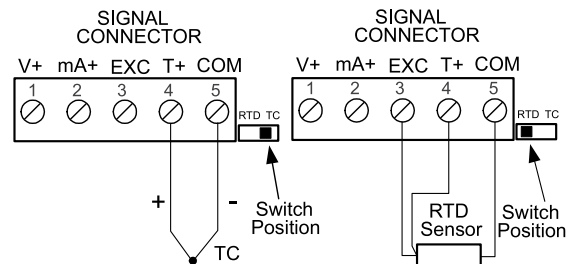 SIGNAL
CONNECTOR
V+ mA+ EXC T+ COM
1 2 3 4 5
RTD TC
+ -
Switch
Position
TC
SIGNAL
CONNECTOR
V+ mA+ EXC T+ COM
1 2 3 4 5
RTD TC
RTD
Sensor
Switch
Position